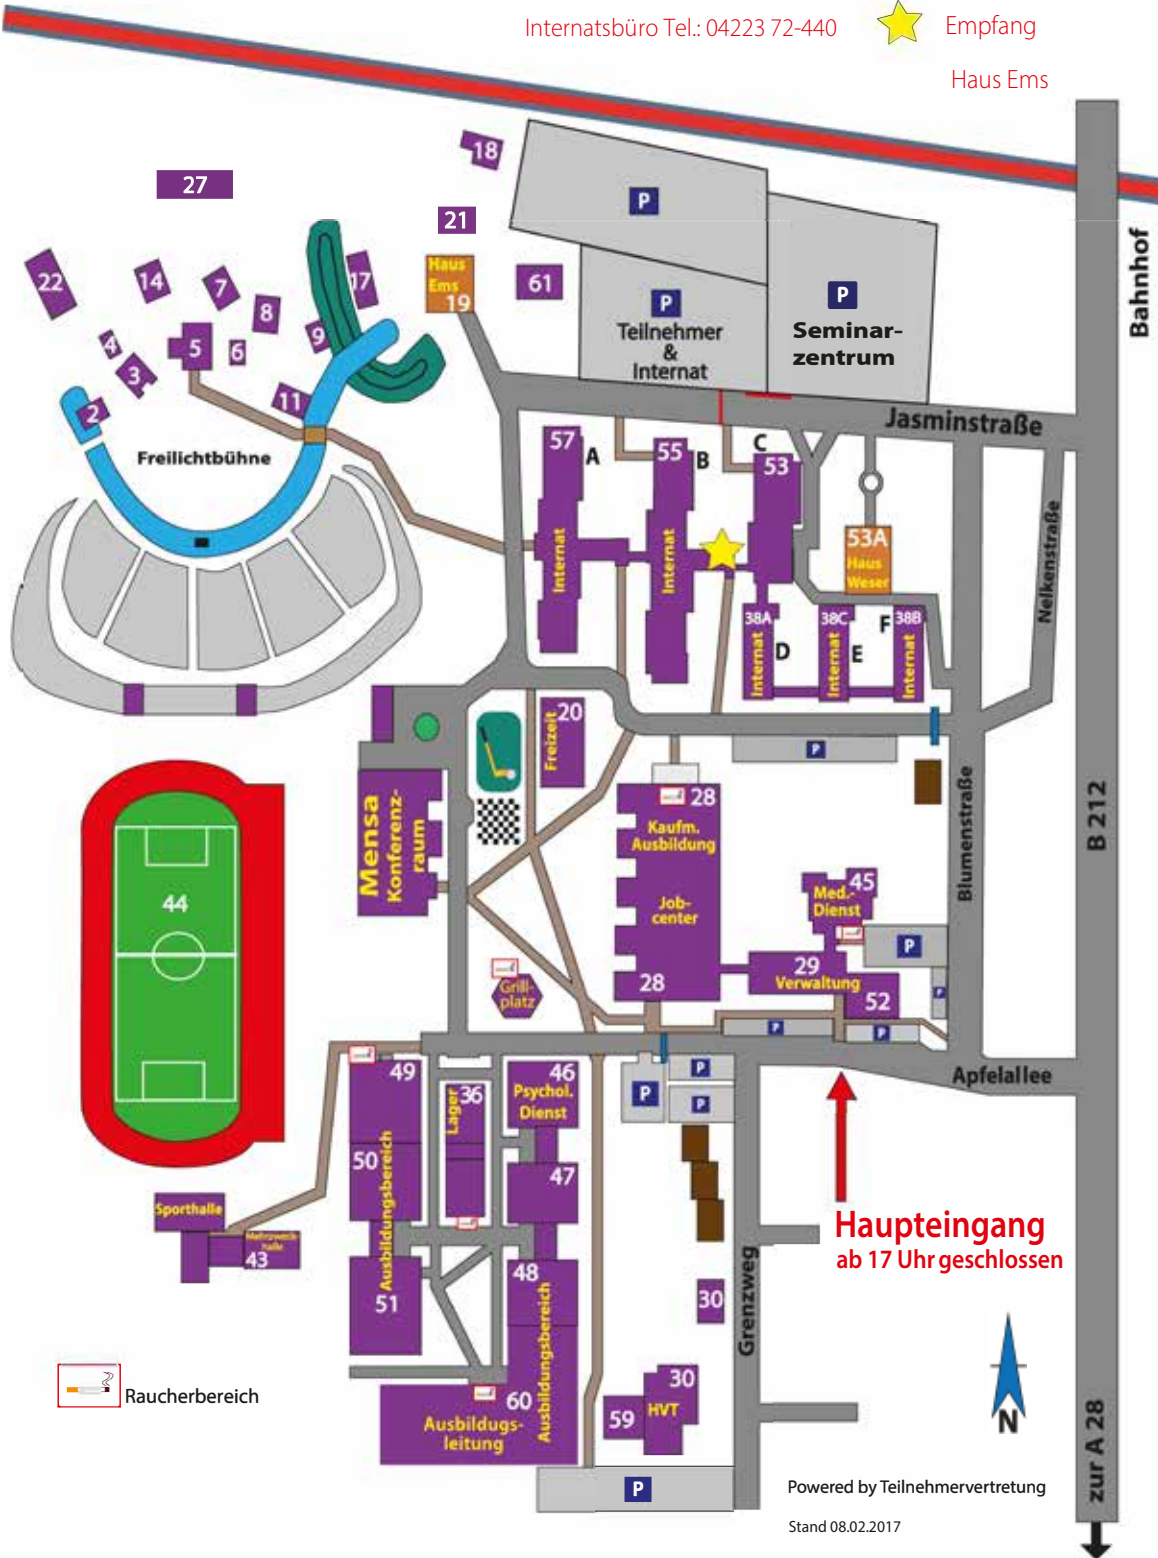 Internatsbüro Tel.: 04223 72-440
Empfang
Haus Ems
18
27
P
21
Bahnhof
22
14
7
17
Haus
Ems
19
61
8
P
P
9
Teilnehmer
&
Internat
Seminar-
zentrum
4
5
6
3
11
2
Jasminstraße
Freilichtbühne
57
A
55
B
C
53
Internat
Internat
53A
Haus
Weser
Nelkenstraße
38A
Internat
D
38C
Internat
E
F
38B
Internat
20
Freizeit
P
Mensa
Konferenz-
raum
28
Kaufm.
Ausbildung
Job-
center
28
Blumenstraße
B 212
44
45
Med.-
Dienst
P
29
Verwaltung
52
P
P
P
Grill-
platz
Apfelallee
49
36
Lager
46
Psychol.
Dienst
P
P
P
50
Ausbildungsbereich
47
Sporthalle
Mehrzweck-
halle
43
Haupteingang
ab 17 Uhr geschlossen
51
48
Ausbildungsbereich
30
Grenzweg
N
Raucherbereich
60
Ausbildugs-
leitung
30
HVT
59
zur A 28
P
Powered by Teilnehmervertretung
Stand 08.02.2017